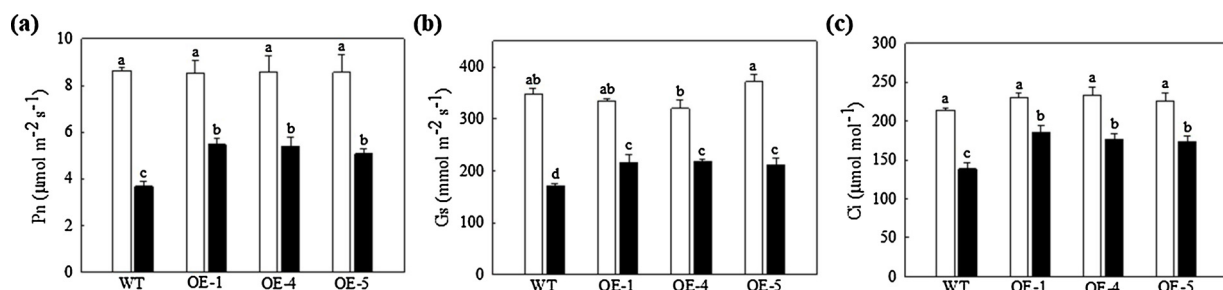 (a)
10
8
6
4
2
0
Pn (µmol m-2 s-1)
a
c
a
b
a
b
a
b
WT OE-1 OE-4 OE-5
(b)
400
300
200
100
0
Gs (mmol m-2 s-1)
ab
d
ab
c
b
c
a
c
WT OE-1 OE-4 OE-5
(c)
300
250
200
150
100
50
0
Ci (µmol mol-1)
a
c
a
b
a
b
a
b
WT OE-1 OE-4 OE-5